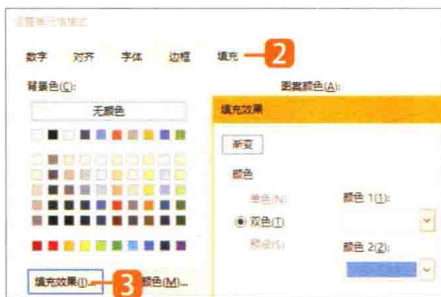 设置单元格格式
数字 对齐 字体 边框 填充 2
背景色(C): 图案颜色(A):
无颜色
填充效果
渐变
颜色
单色(N) 颜色 1(1):
双色(T)
预设(S) 颜色 2(2):
填充效果(I)... 3 颜色(M)...